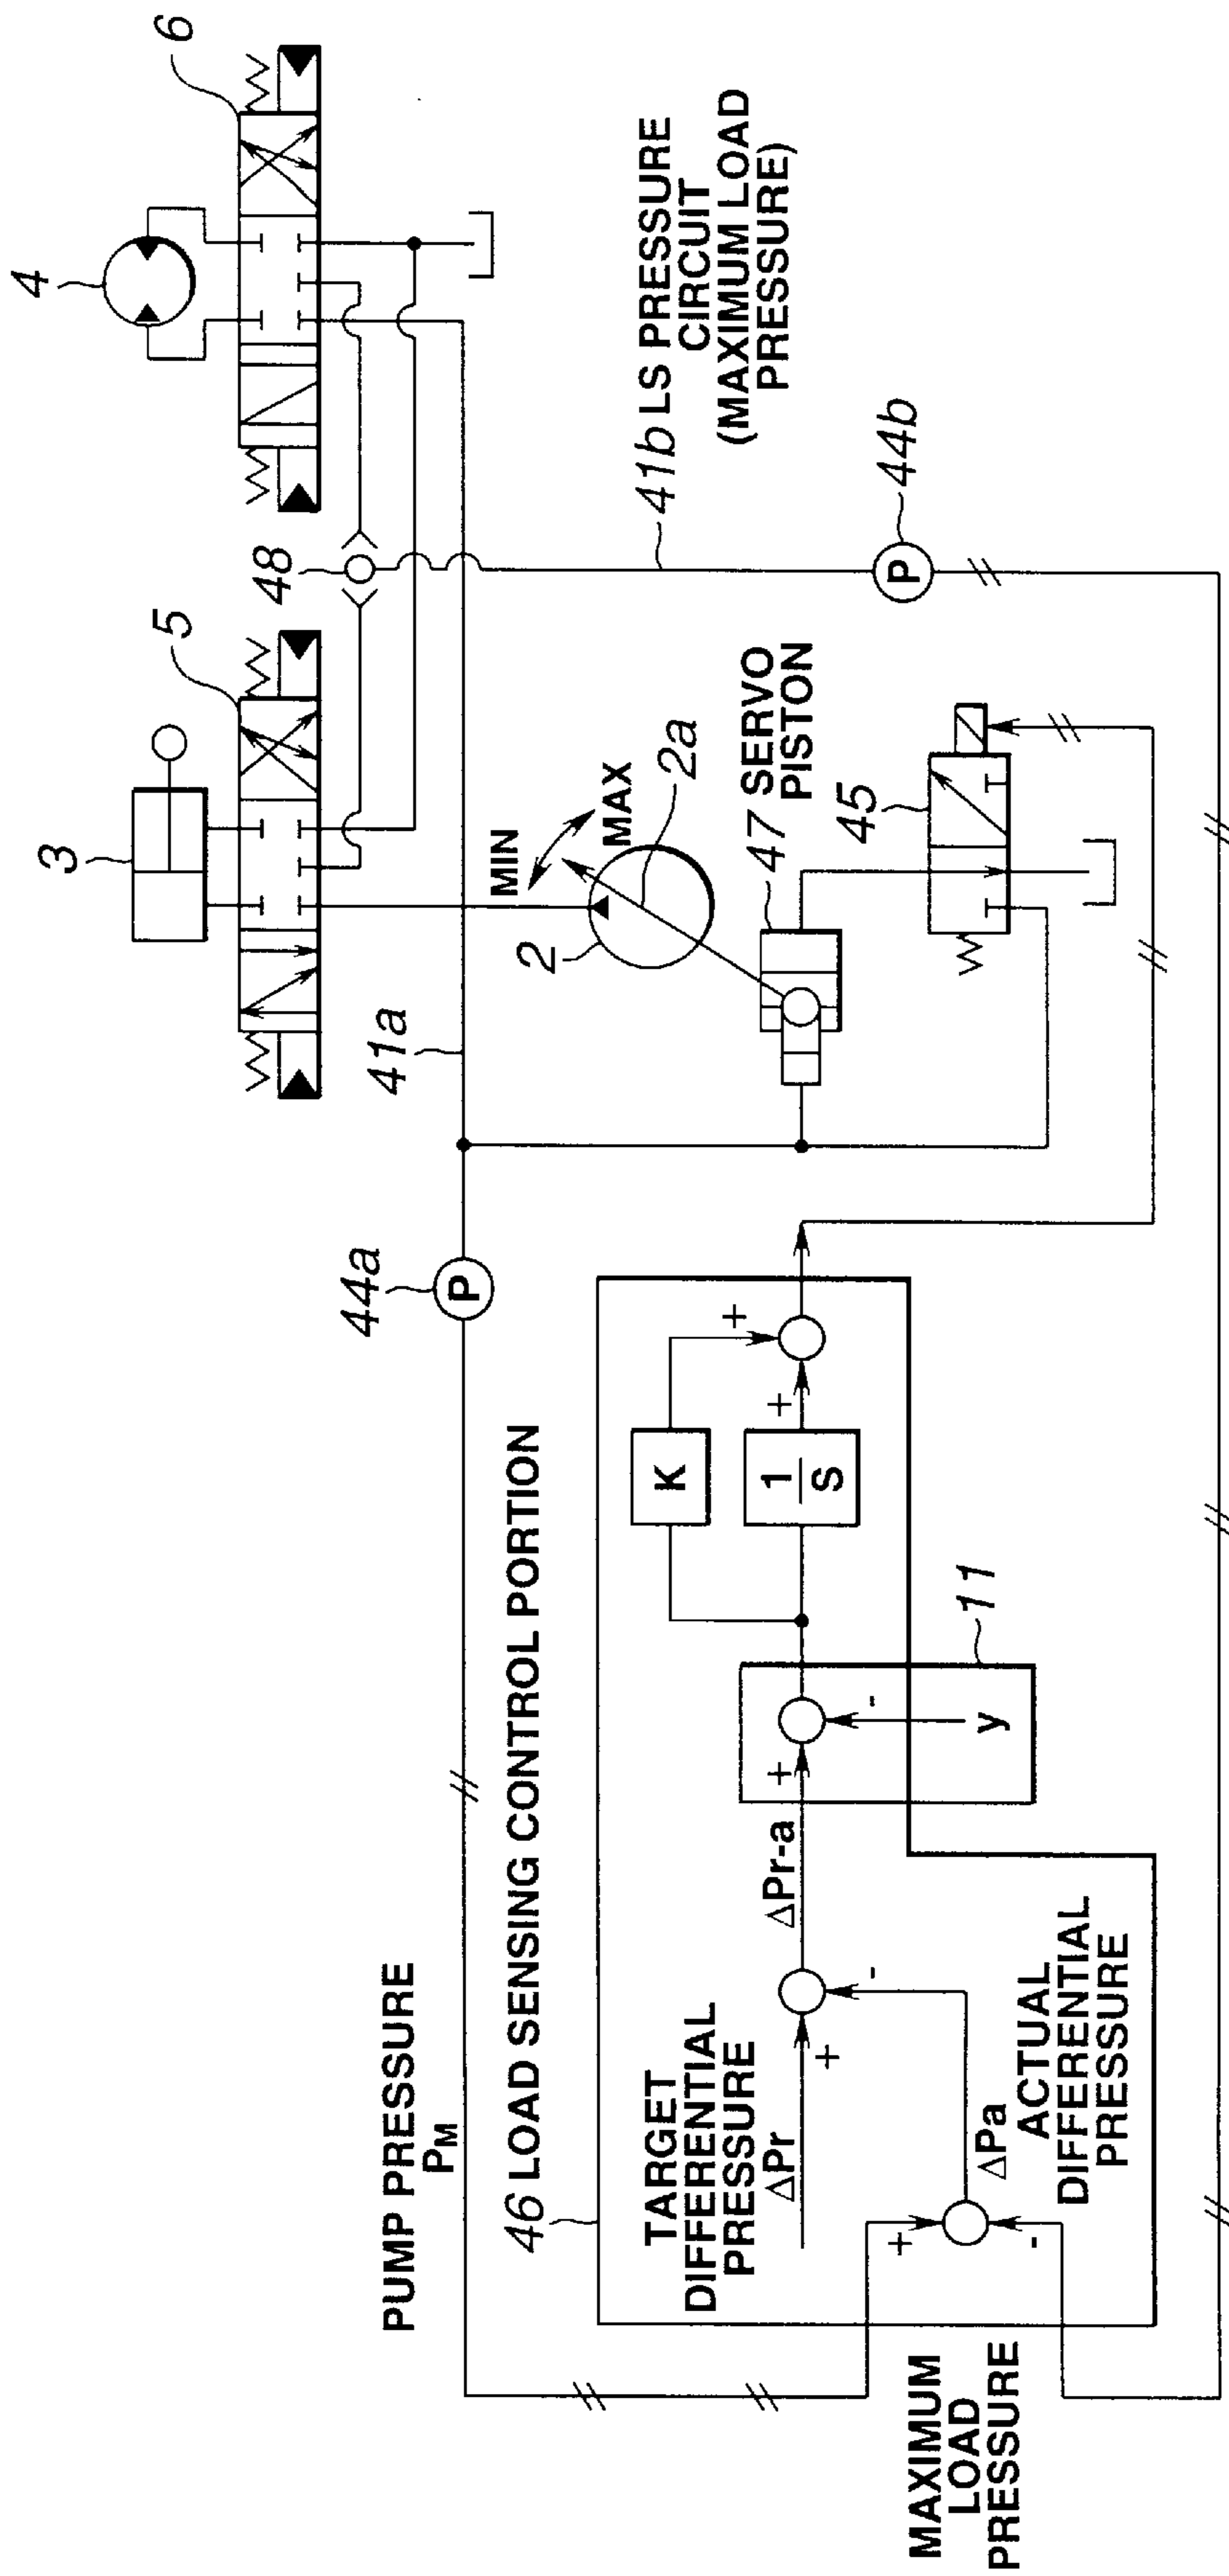 3
5
48
4
6
41a
44a
PUMP PRESSURE
PM
MIN
MAX
2
2a
47 SERVO
PISTON
45
41b LS PRESSURE
CIRCUIT
(MAXIMUM LOAD
PRESSURE)
P
44b
P
46 LOAD SENSING CONTROL PORTION
TARGET
DIFFERENTIAL
PRESSURE
ΔPr
+
-
ΔPr-a
+
-
y
11
K
1
S
+
+
+
-
ΔPa
ACTUAL
DIFFERENTIAL
PRESSURE
MAXIMUM
LOAD
PRESSURE